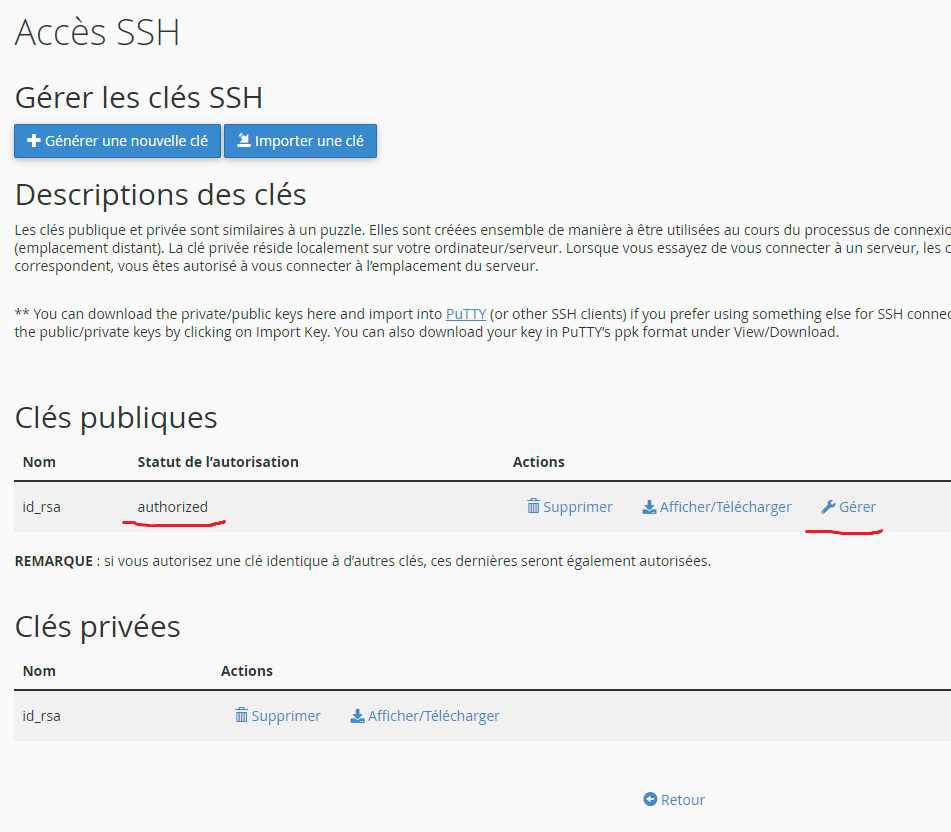 Accès SSH
Gérer les clés SSH
Générer une nouvelle clé Importer une clé
Descriptions des clés
Les clés publique et privée sont similaires à un puzzle. Elles sont créées ensemble de manière à être utilisées au cours du processus de connexio
(emplacement distant). La clé privée réside localement sur votre ordinateur/serveur. Lorsque vous essayez de vous connecter à un serveur, les
correspondent, vous êtes autorisé à vous connecter à l’emplacement du serveur.
** You can download the private/public keys here and import into PuTTY (or other SSH clients) if you prefer using something else for SSH connec
the public/private keys by clicking on Import Key. You can also download your key in PuTTY’s ppk format under View/Download.
Clés publiques
Nom Statut de l’autorisation Actions
id_rsa authorized Supprimer Afficher/Télécharger Gérer
REMARQUE : si vous autorisez une clé identique à d’autres clés, ces dernières seront également autorisées.
Clés privées
Nom Actions
id_rsa Supprimer Afficher/Télécharger
Retour